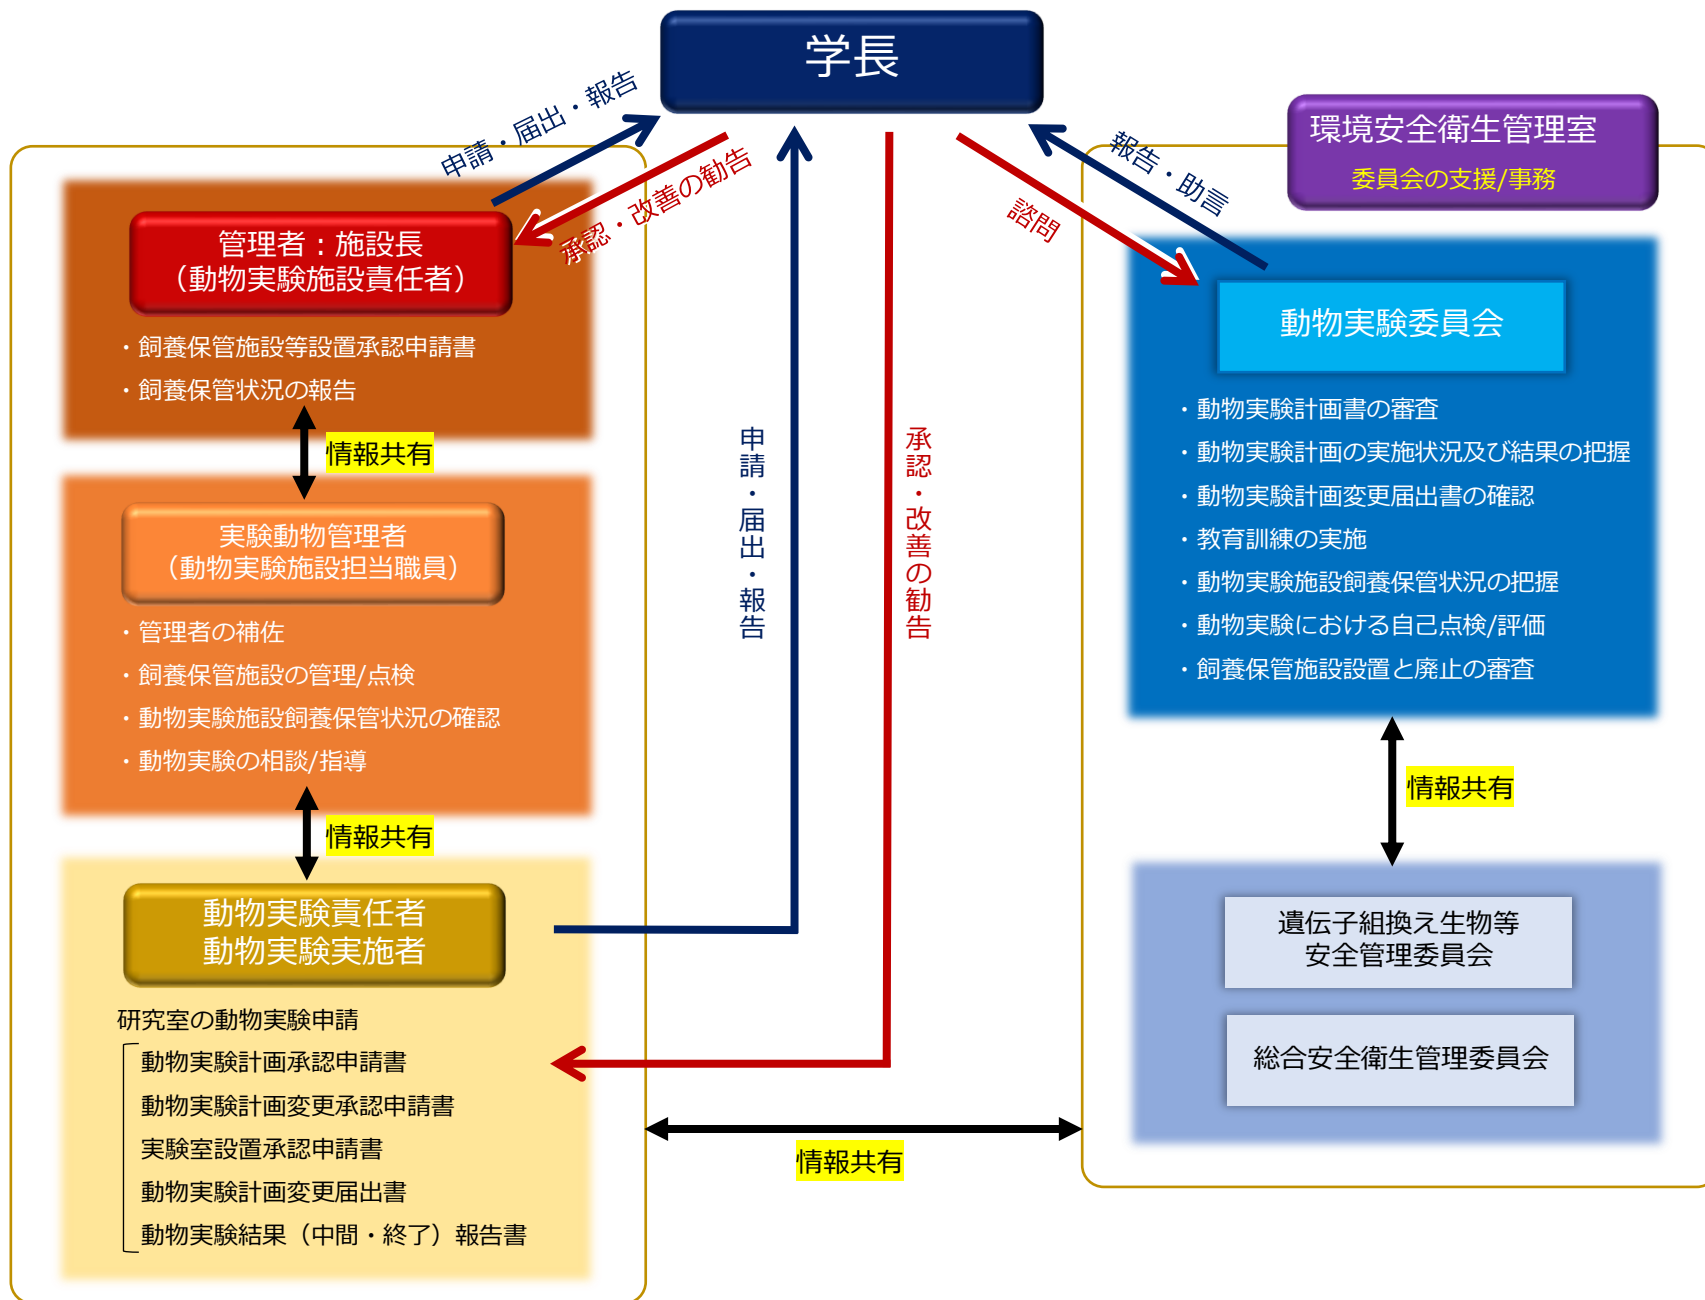 学長
申請・届出・報告
承認・改善の勧告
諮問
報告・助言
環境安全衛生管理室
委員会の支援/事務
管理者：施設長
（動物実験施設責任者）
・飼養保管施設等設置承認申請書
・飼養保管状況の報告
情報共有
実験動物管理者
（動物実験施設担当職員）
・管理者の補佐
・飼養保管施設の管理/点検
・動物実験施設飼養保管状況の確認
・動物実験の相談/指導
情報共有
動物実験責任者
動物実験実施者
研究室の動物実験申請
動物実験計画承認申請書
動物実験計画変更承認申請書
実験室設置承認申請書
動物実験計画変更届出書
動物実験結果（中間・終了）報告書
申請・届出・報告
承認・改善の勧告
情報共有
動物実験委員会
・動物実験計画書の審査
・動物実験計画の実施状況及び結果の把握
・動物実験計画変更届出書の確認
・教育訓練の実施
・動物実験施設飼養保管状況の把握
・動物実験における自己点検/評価
・飼養保管施設設置と廃止の審査
情報共有
遺伝子組換え生物等
安全管理委員会
総合安全衛生管理委員会